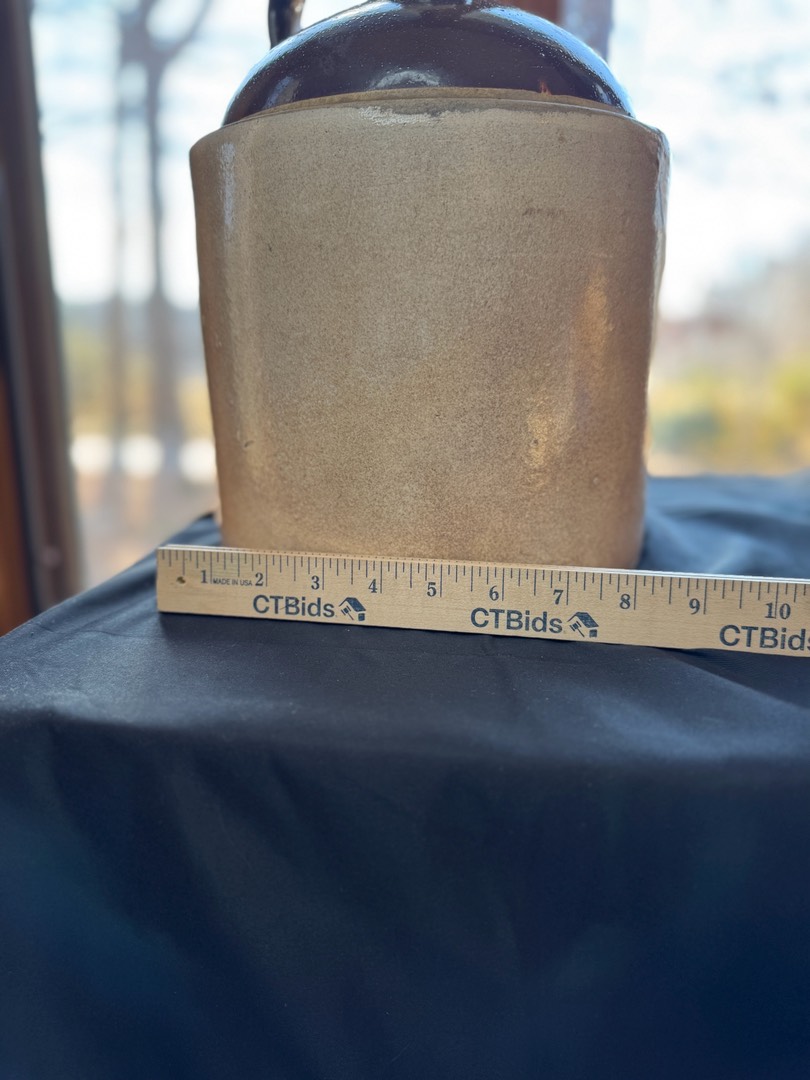 1 MADE IN USA 2 3 4 5 6 7 8 9 10
CTBids CTBids CTBids